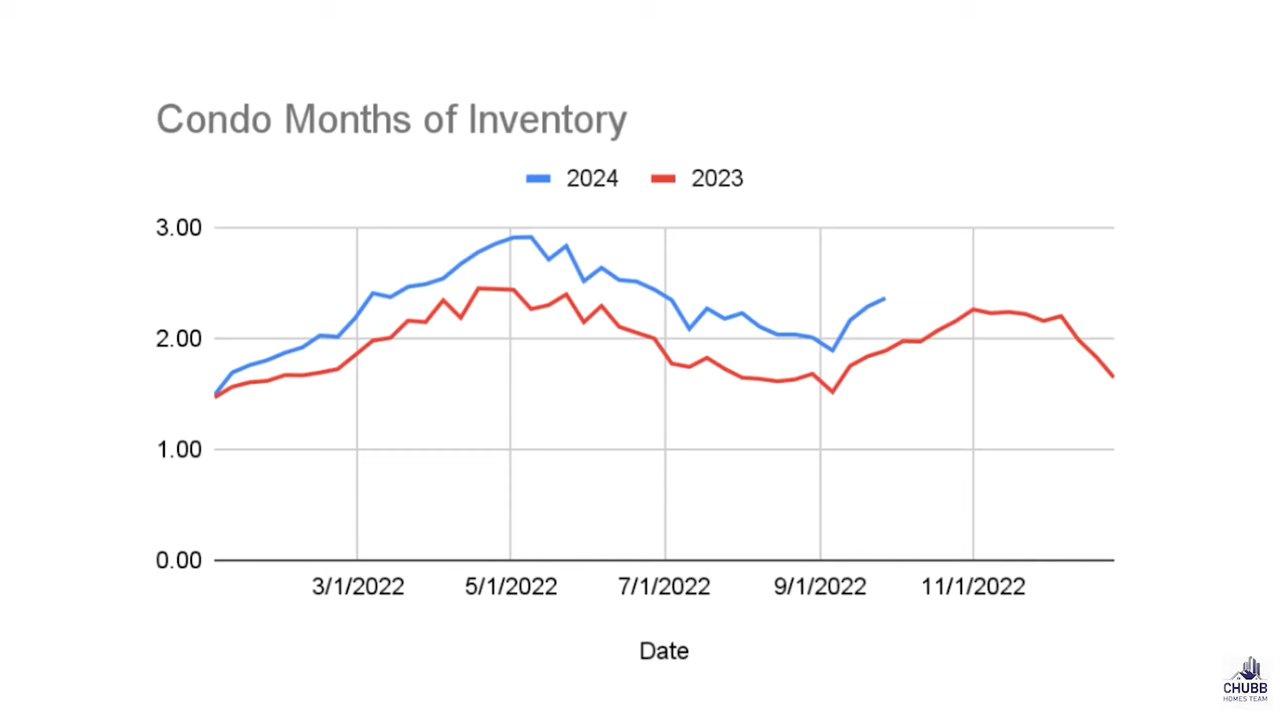 Condo Months of Inventory
2024 2023
3.00
2.00
1.00
0.00
3/1/2022 5/1/2022 7/1/2022 9/1/2022 11/1/2022
Date
CHUBB
HOMES TEAM